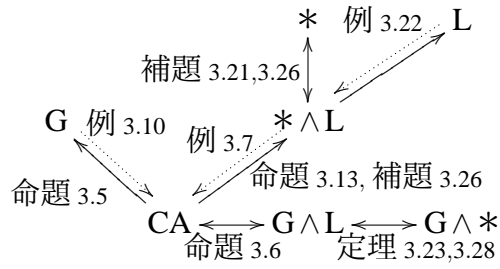 * 例 3.22 L
補題 3.21,3.26
G 例 3.10 例 3.7 * ∧ L
命題 3.5 命題 3.13, 補題 3.26
CA G ∧ L G ∧ *
命題 3.6 定理 3.23,3.28